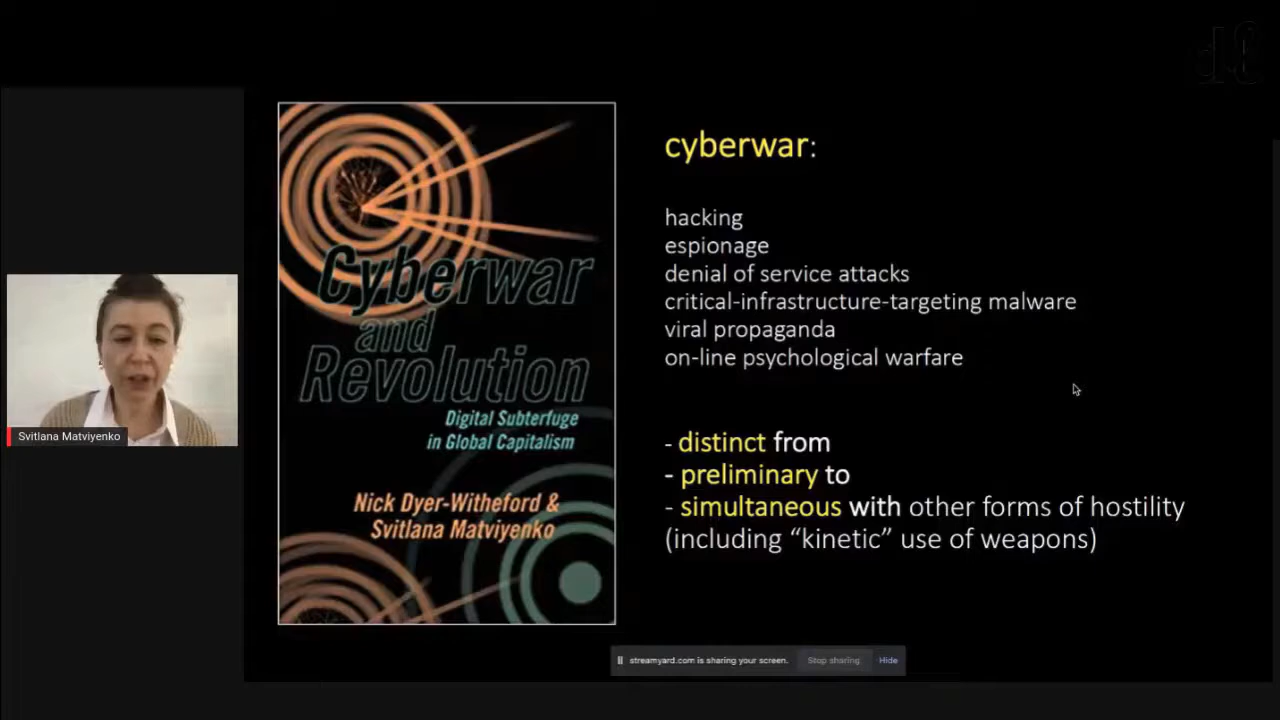 df
cyberwar:
hacking
espionage
denial of service attacks
critical-infrastructure-targeting malware
viral propaganda
on-line psychological warfare
- distinct from
- preliminary to
- simultaneous with other forms of hostility
(including “kinetic” use of weapons)
Cyberwar
and
Revolution
Digital Subterfuge
in Global Capitalism
Nick Dyer-Witheford &
Svitlana Matviyenko
Svitlana Matviyenko
streamyard.com is sharing your screen.
Stop sharing
Hide